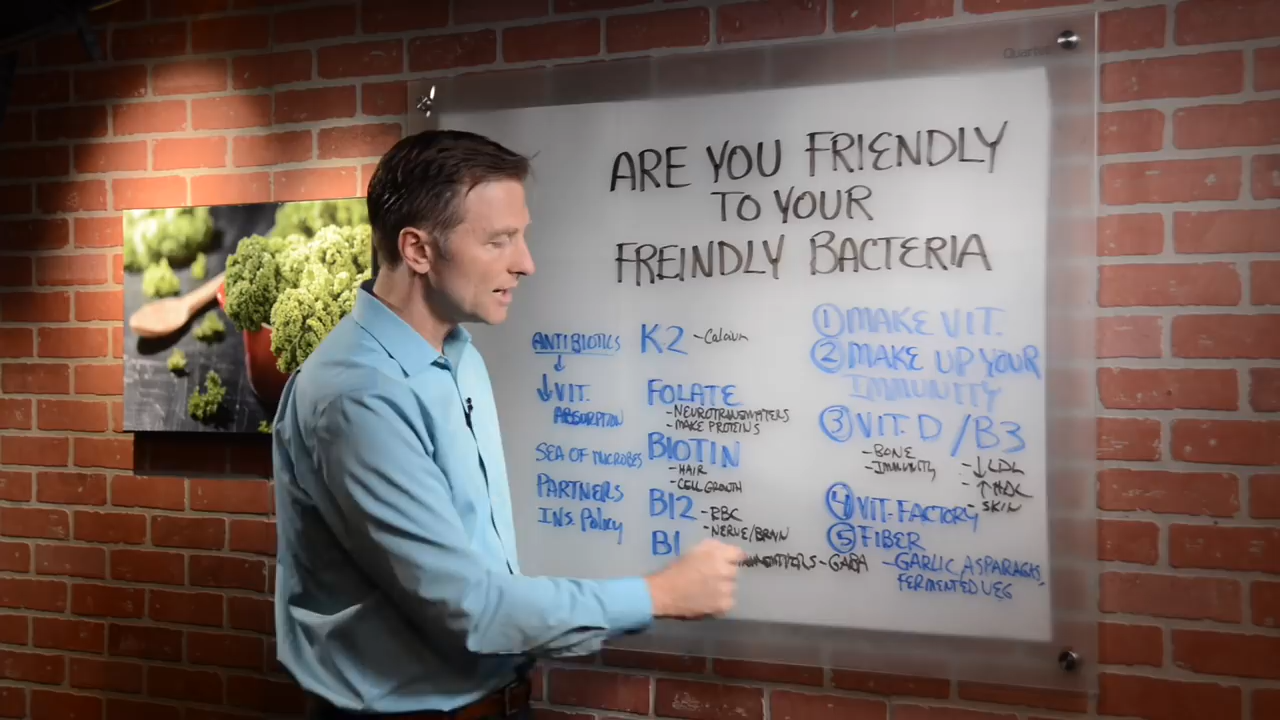 Quartet
ARE YOU FRIENDLY
TO YOUR
FREINDLY BACTERIA
ANTIBIOTICS
↓
↓ VIT.
ABSORPTION
SEA OF MICROBES
PARTNERS
INS. Policy
K2 - Calcium
FOLATE
- NEUROTRANSMITTERS
- MAKE PROTEINS
BIOTIN
- HAIR
- CELL GROWTH
B12 - RBC
- NERVE/BRAIN
B1
- GABA
① MAKE VIT.
② MAKE UP YOUR
IMMUNITY
③ VIT. D / B3
- BONE
- IMMUNITY
- ↓ LDL
- ↑ HDL
- SKIN
④ VIT. FACTORY
⑤ FIBER
- GARLIC, ASPARAGUS,
FERMENTED VEG